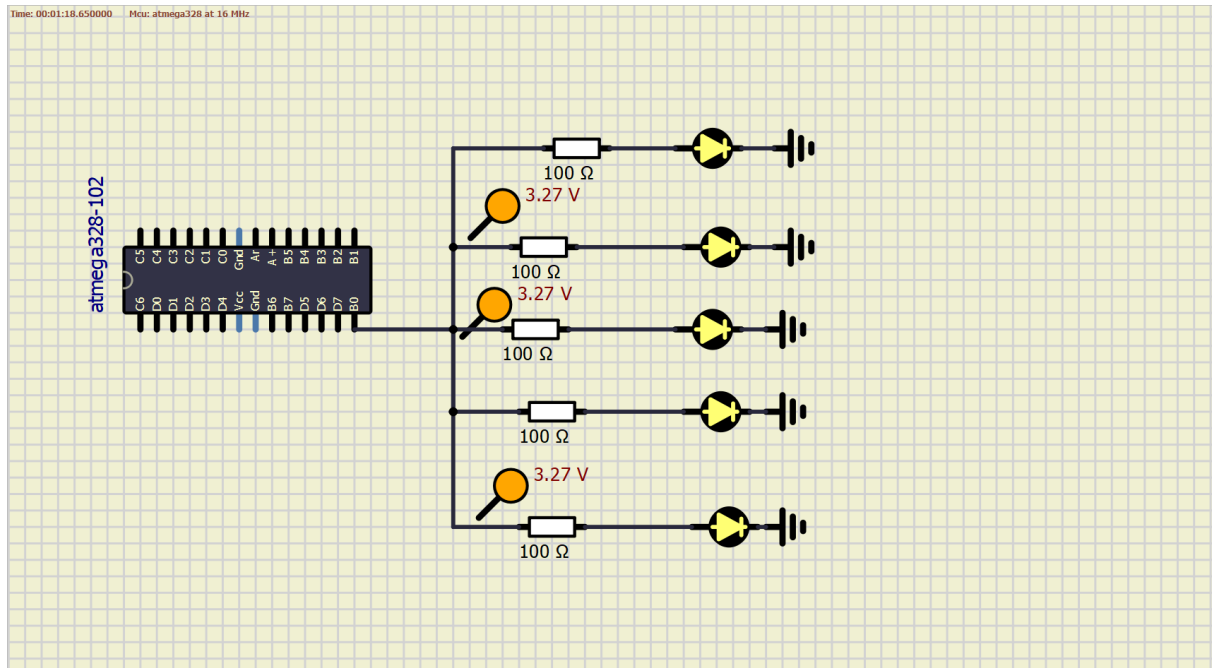 Time: 00:01:18.650000 Mcu: atmega328 at 16 MHz
100 Ω
3.27 V
atmega328-102
C5 C4 C3 C2 C1 C0 Gnd Ar A+ B5 B4 B3 B2 B1
100 Ω
3.27 V
C6 D0 D1 D2 D3 D4 Vcc Gnd B6 B7 D5 D6 D7 B0
100 Ω
100 Ω
3.27 V
100 Ω